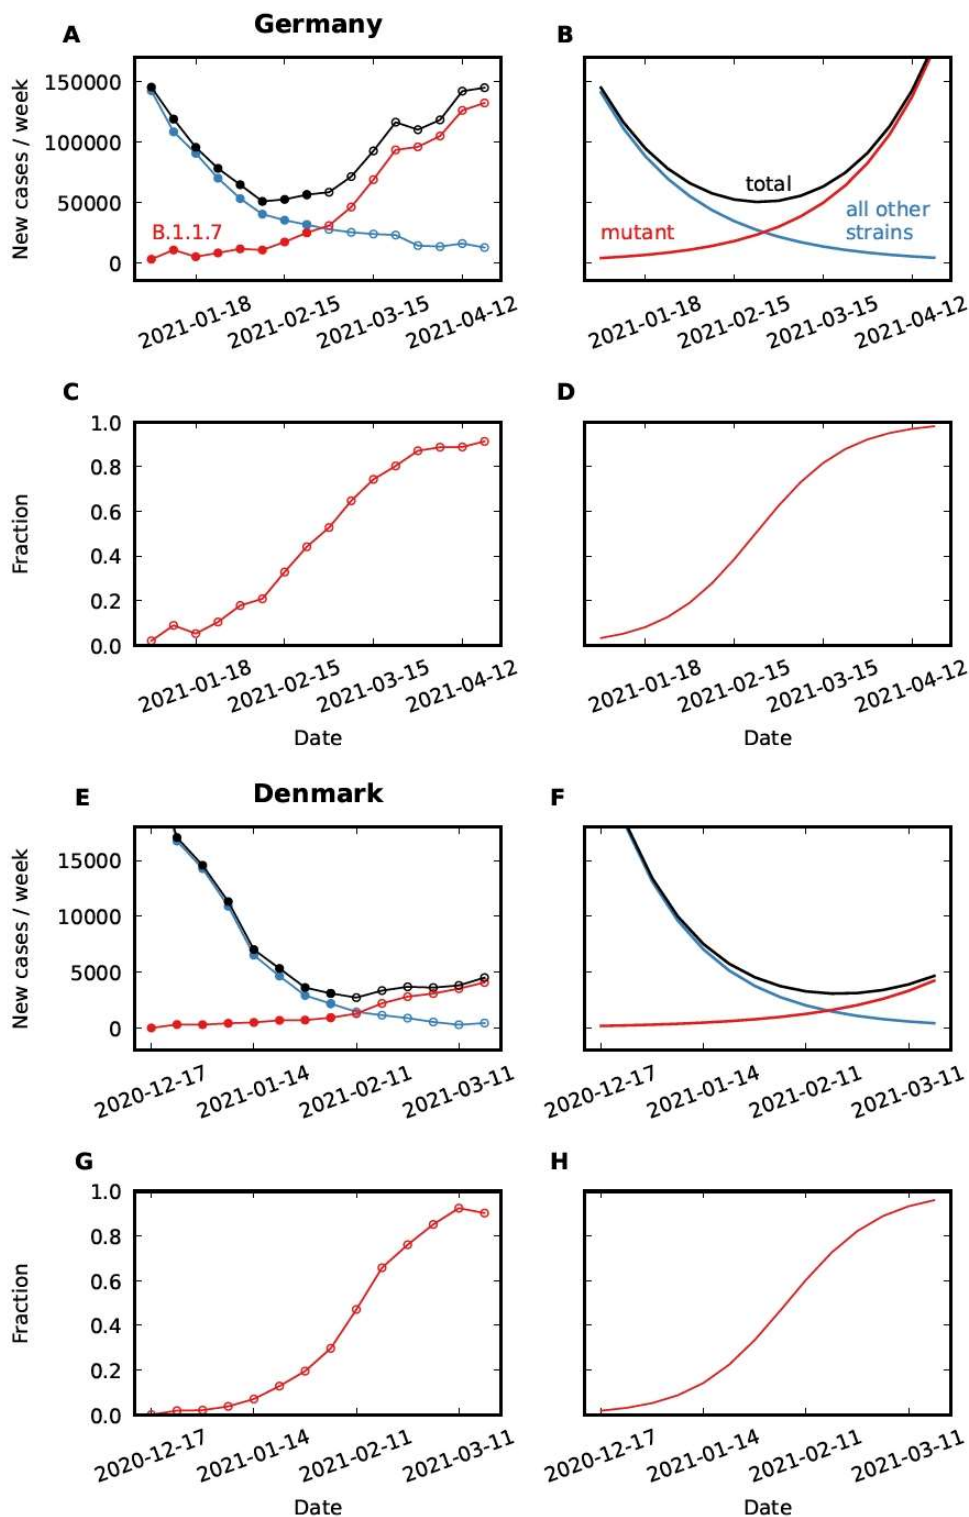 Germany
A
B
New cases / week
150000
100000
50000
0
B.1.1.7
total
mutant
all other
strains
2021-01-18
2021-02-15
2021-03-15
2021-04-12
2021-01-18
2021-02-15
2021-03-15
2021-04-12
C
D
Fraction
1.0
0.8
0.6
0.4
0.2
0.0
2021-01-18
2021-02-15
2021-03-15
2021-04-12
2021-01-18
2021-02-15
2021-03-15
2021-04-12
Date
Date
Denmark
E
F
New cases / week
15000
10000
5000
0
2020-12-17
2021-01-14
2021-02-11
2021-03-11
2020-12-17
2021-01-14
2021-02-11
2021-03-11
G
H
Fraction
1.0
0.8
0.6
0.4
0.2
0.0
2020-12-17
2021-01-14
2021-02-11
2021-03-11
2020-12-17
2021-01-14
2021-02-11
2021-03-11
Date
Date